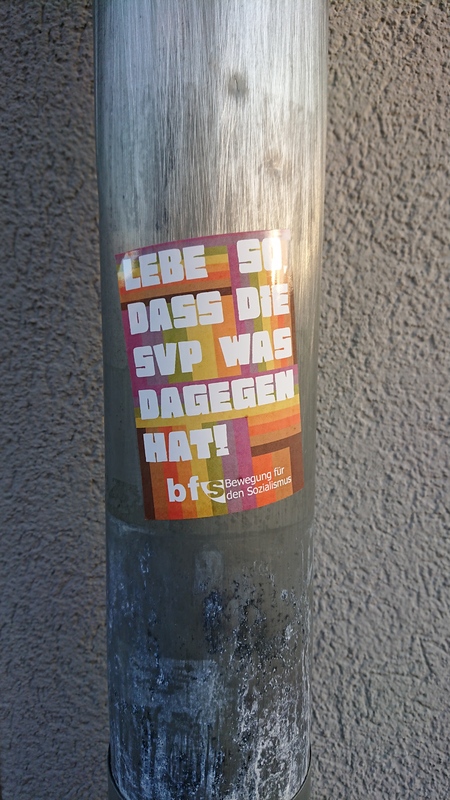 LEBE SO,
DASS DIE
SVP WAS
DAGEGEN
HAT!
bfs Bewegung für
den Sozialismus